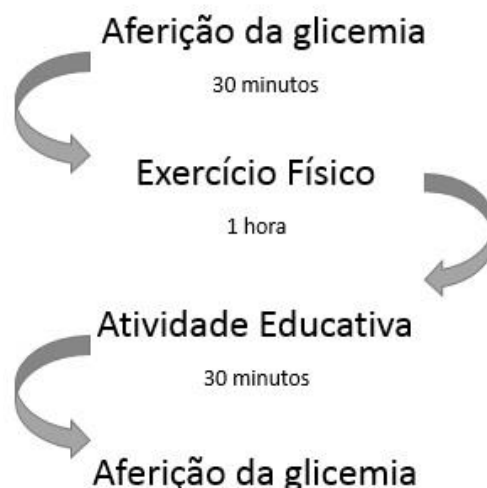 Aferição da glicemia
30 minutos
Exercício Físico
1 hora
Atividade Educativa
30 minutos
Aferição da glicemia